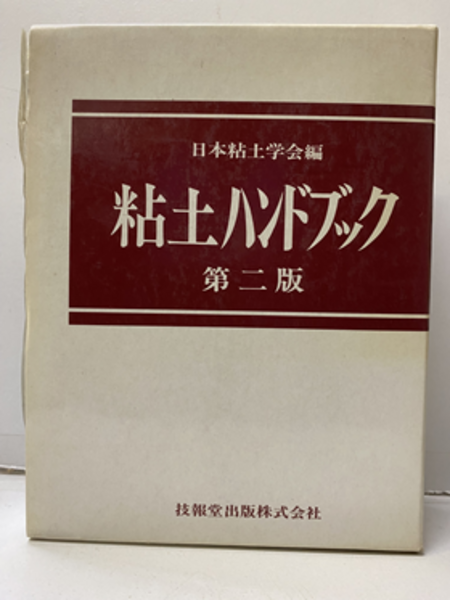 日本粘土学会編
粘土ハンドブック
第二版
技報堂出版株式会社